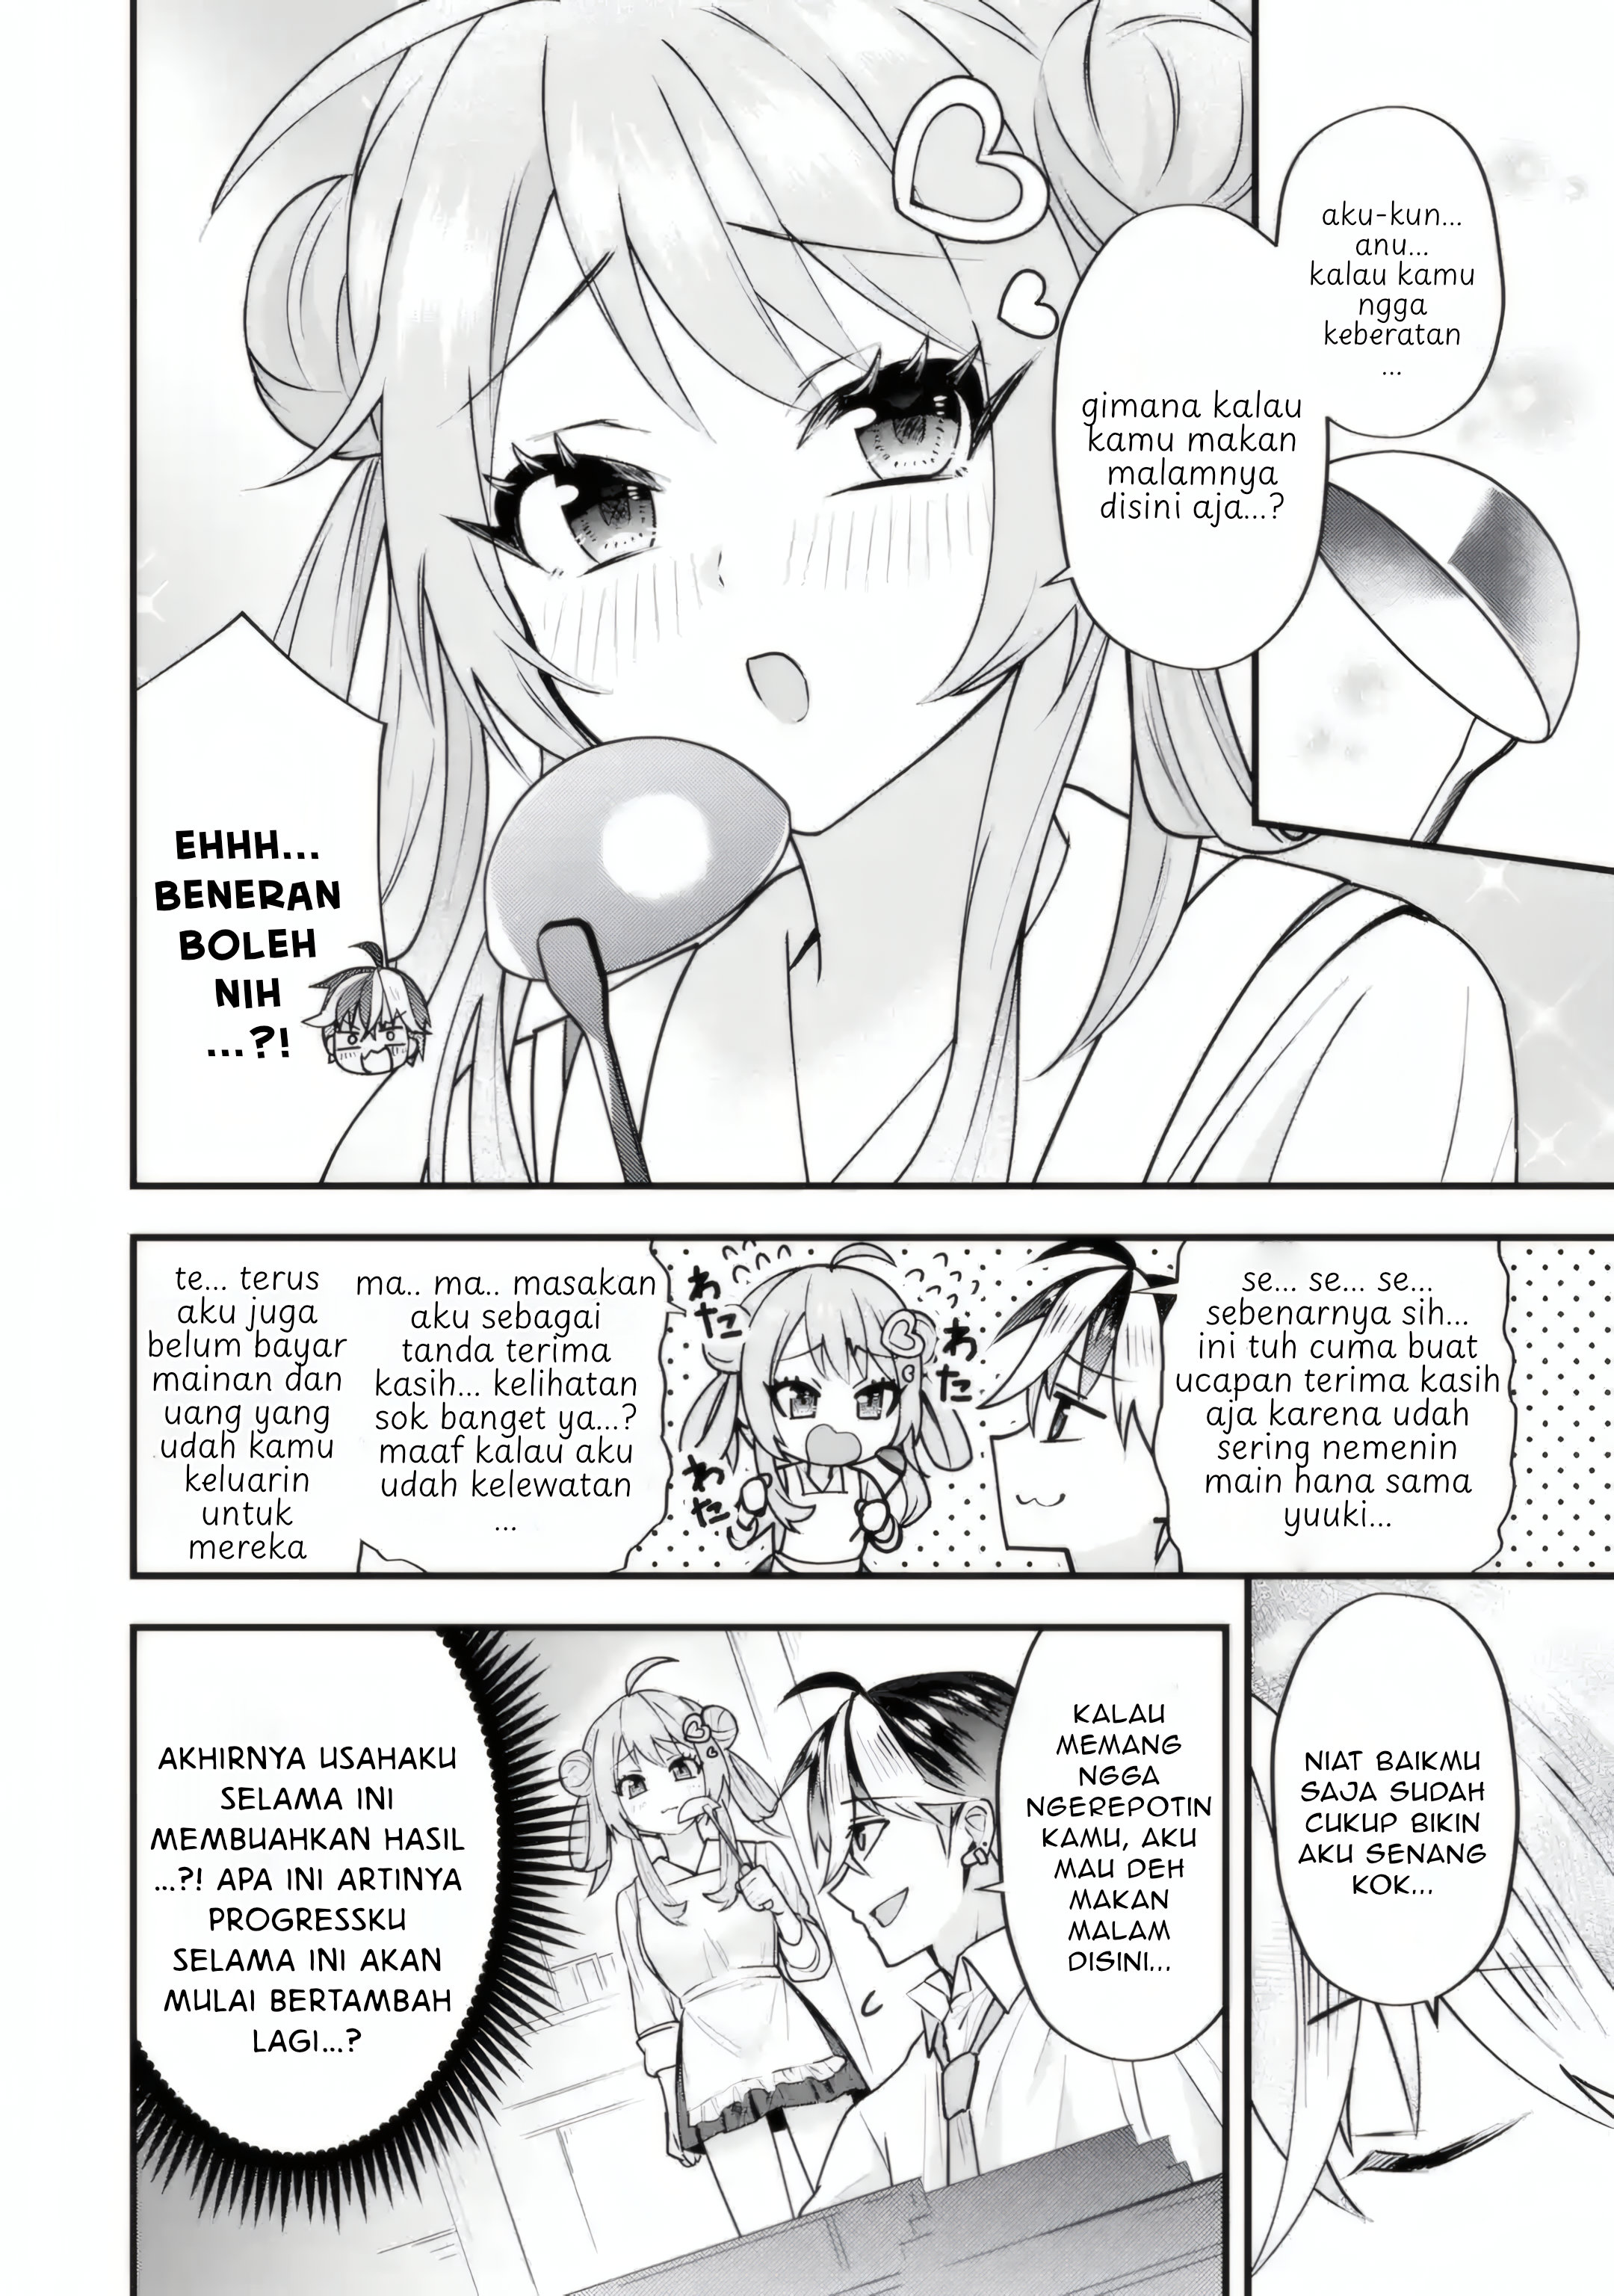 aku-kun...
anu...
kalau kamu
ngga
keberatan
...
gimana kalau
kamu makan
malamnya
disini aja...?
EHHH...
BENERAN
BOLEH
NIH
...?!
se... se... se...
sebenarnya sih...
ini tuh cuma buat
ucapan terima kasih
aja karena udah
sering nemenin
main hana sama
yuuki...
わたわた
わた
わた
ma.. ma.. masakan
aku sebagai
tanda terima
kasih... kelihatan
sok banget ya...?
maaf kalau aku
udah kelewatan
...
te... terus
aku juga
belum bayar
mainan dan
uang yang
udah kamu
keluarin
untuk
mereka
NIAT BAIKMU
SAJA SUDAH
CUKUP BIKIN
AKU SENANG
KOK...
KALAU
MEMANG
NGGA
NGEREPOTIN
KAMU, AKU
MAU DEH
MAKAN
MALAM
DISINI...
AKHIRNYA USAHAKU
SELAMA INI
MEMBUAHKAN HASIL
...?! APA INI ARTINYA
PROGRESSKU
SELAMA INI AKAN
MULAI BERTAMBAH
LAGI...?